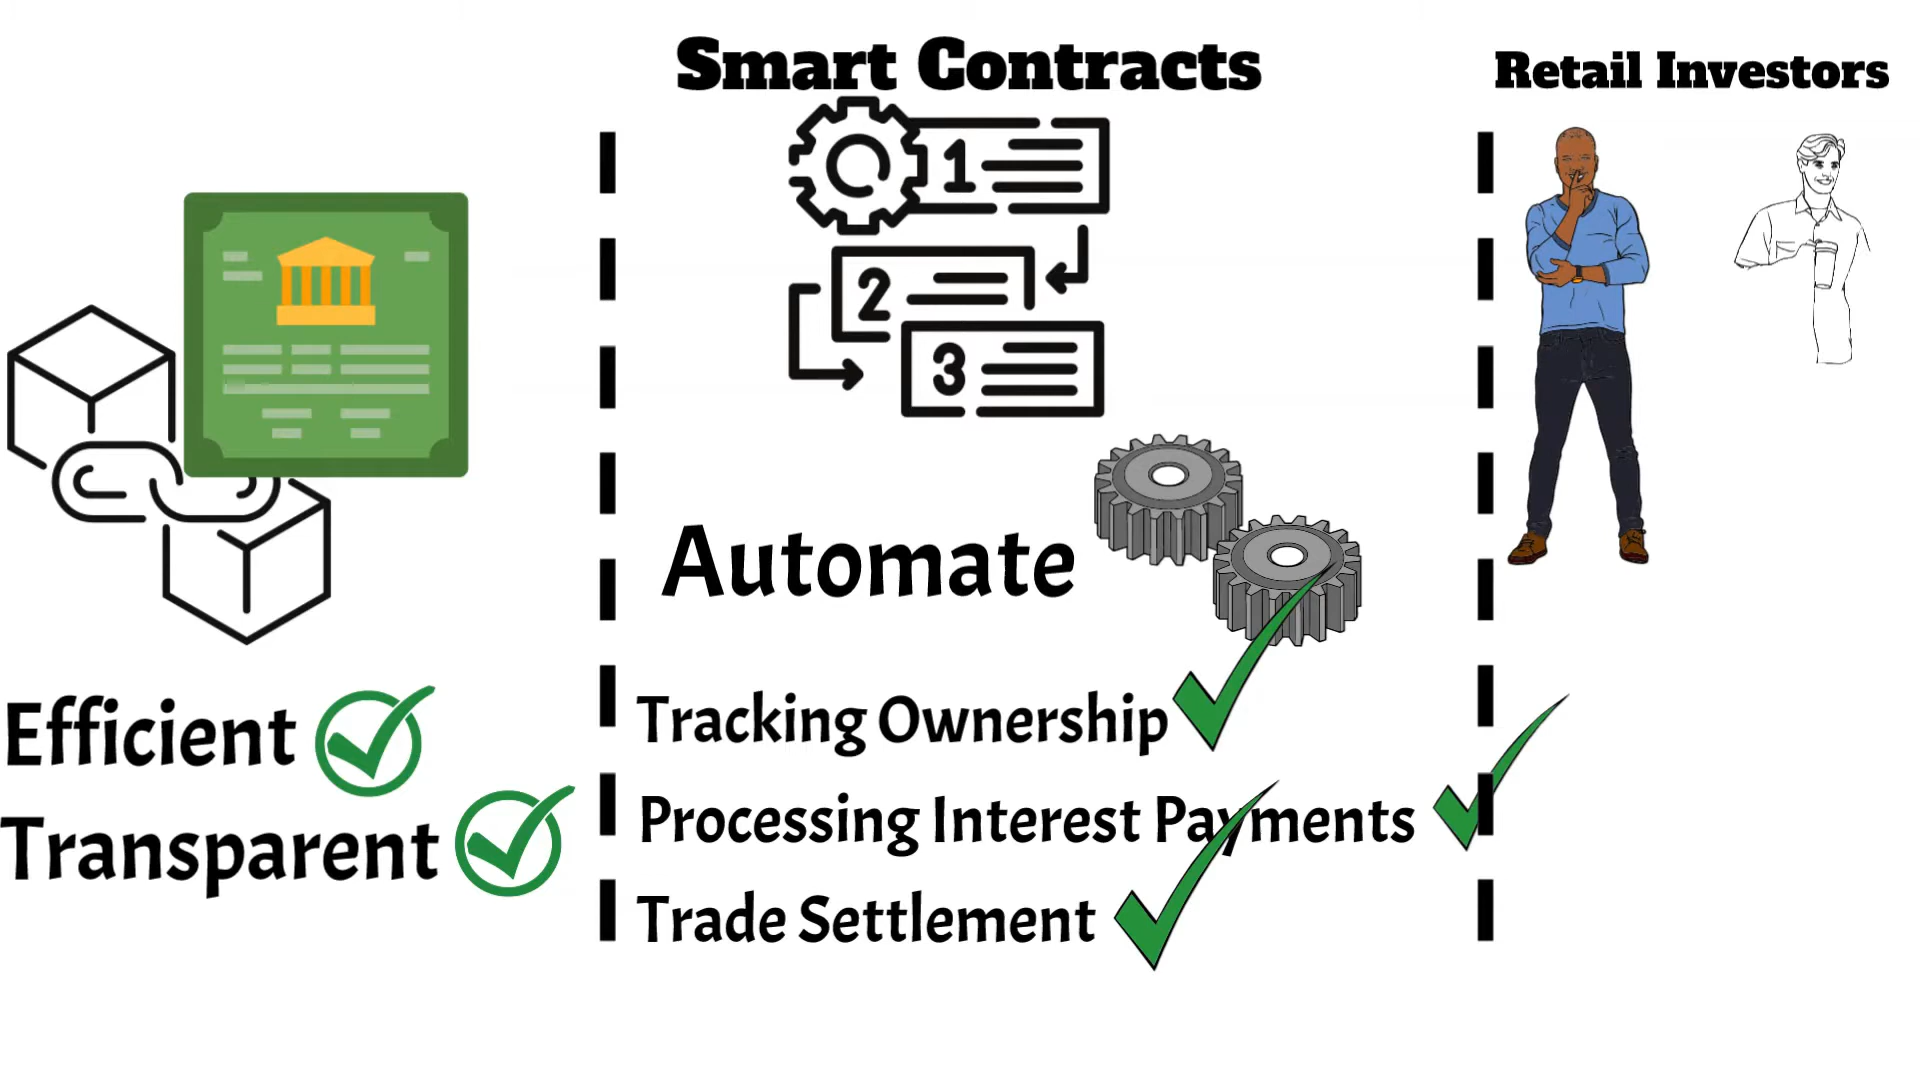 Smart Contracts
Retail Investors
1
2
3
Automate
Efficient
Transparent
Tracking Ownership
Processing Interest Payments
Trade Settlement